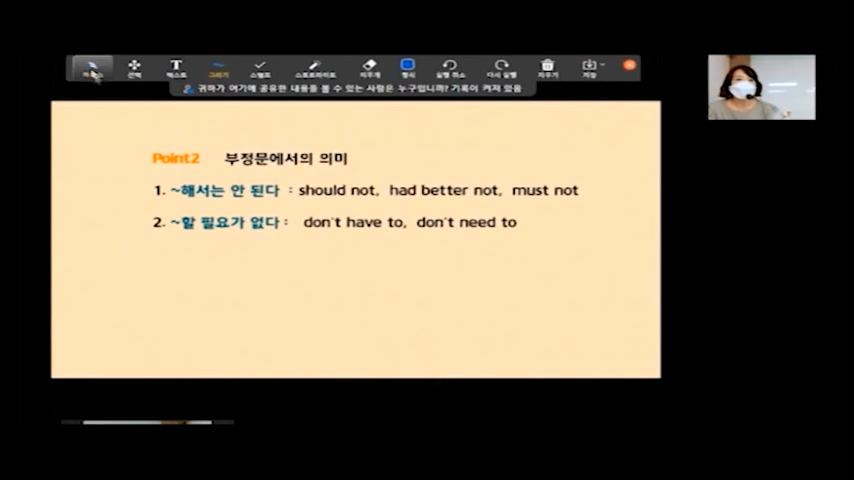 선택 텍스트 그리기 스탬프 스포트라이트 지우개 형식 실행 취소 다시 실행 지우기 저장
귀하가 여기에 공유한 내용을 볼 수 있는 사람은 누구입니까? 기록이 켜져 있음
Point2 부정문에서의 의미
1. ~해서는 안 된다 : should not, had better not, must not
2. ~할 필요가 없다 : don't have to, don't need to